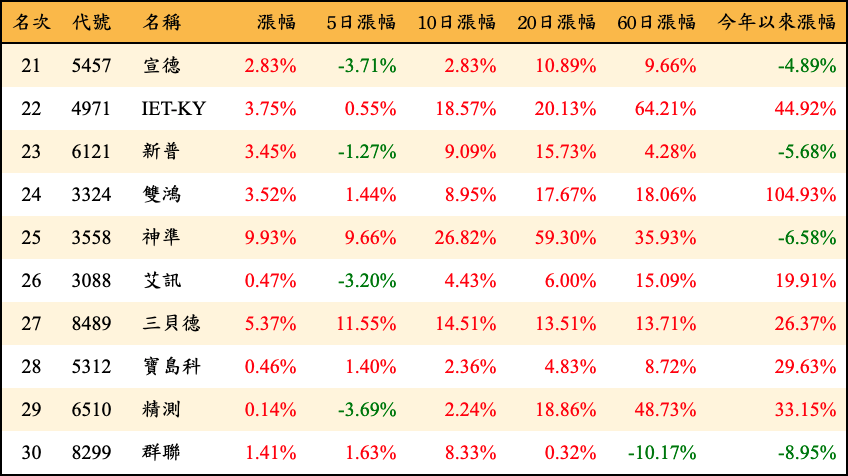 名次 代號 名稱 漲幅 5日漲幅 10日漲幅 20日漲幅 60日漲幅 今年以來漲幅
21 5457 宣德 2.83% -3.71% 2.83% 10.89% 9.66% -4.89%
22 4971 IET-KY 3.75% 0.55% 18.57% 20.13% 64.21% 44.92%
23 6121 新普 3.45% -1.27% 9.09% 15.73% 4.28% -5.68%
24 3324 雙鴻 3.52% 1.44% 8.95% 17.67% 18.06% 104.93%
25 3558 神準 9.93% 9.66% 26.82% 59.30% 35.93% -6.58%
26 3088 艾訊 0.47% -3.20% 4.43% 6.00% 15.09% 19.91%
27 8489 三貝德 5.37% 11.55% 14.51% 13.51% 13.71% 26.37%
28 5312 寶島科 0.46% 1.40% 2.36% 4.83% 8.72% 29.63%
29 6510 精測 0.14% -3.69% 2.24% 18.86% 48.73% 33.15%
30 8299 群聯 1.41% 1.63% 8.33% 0.32% -10.17% -8.95%